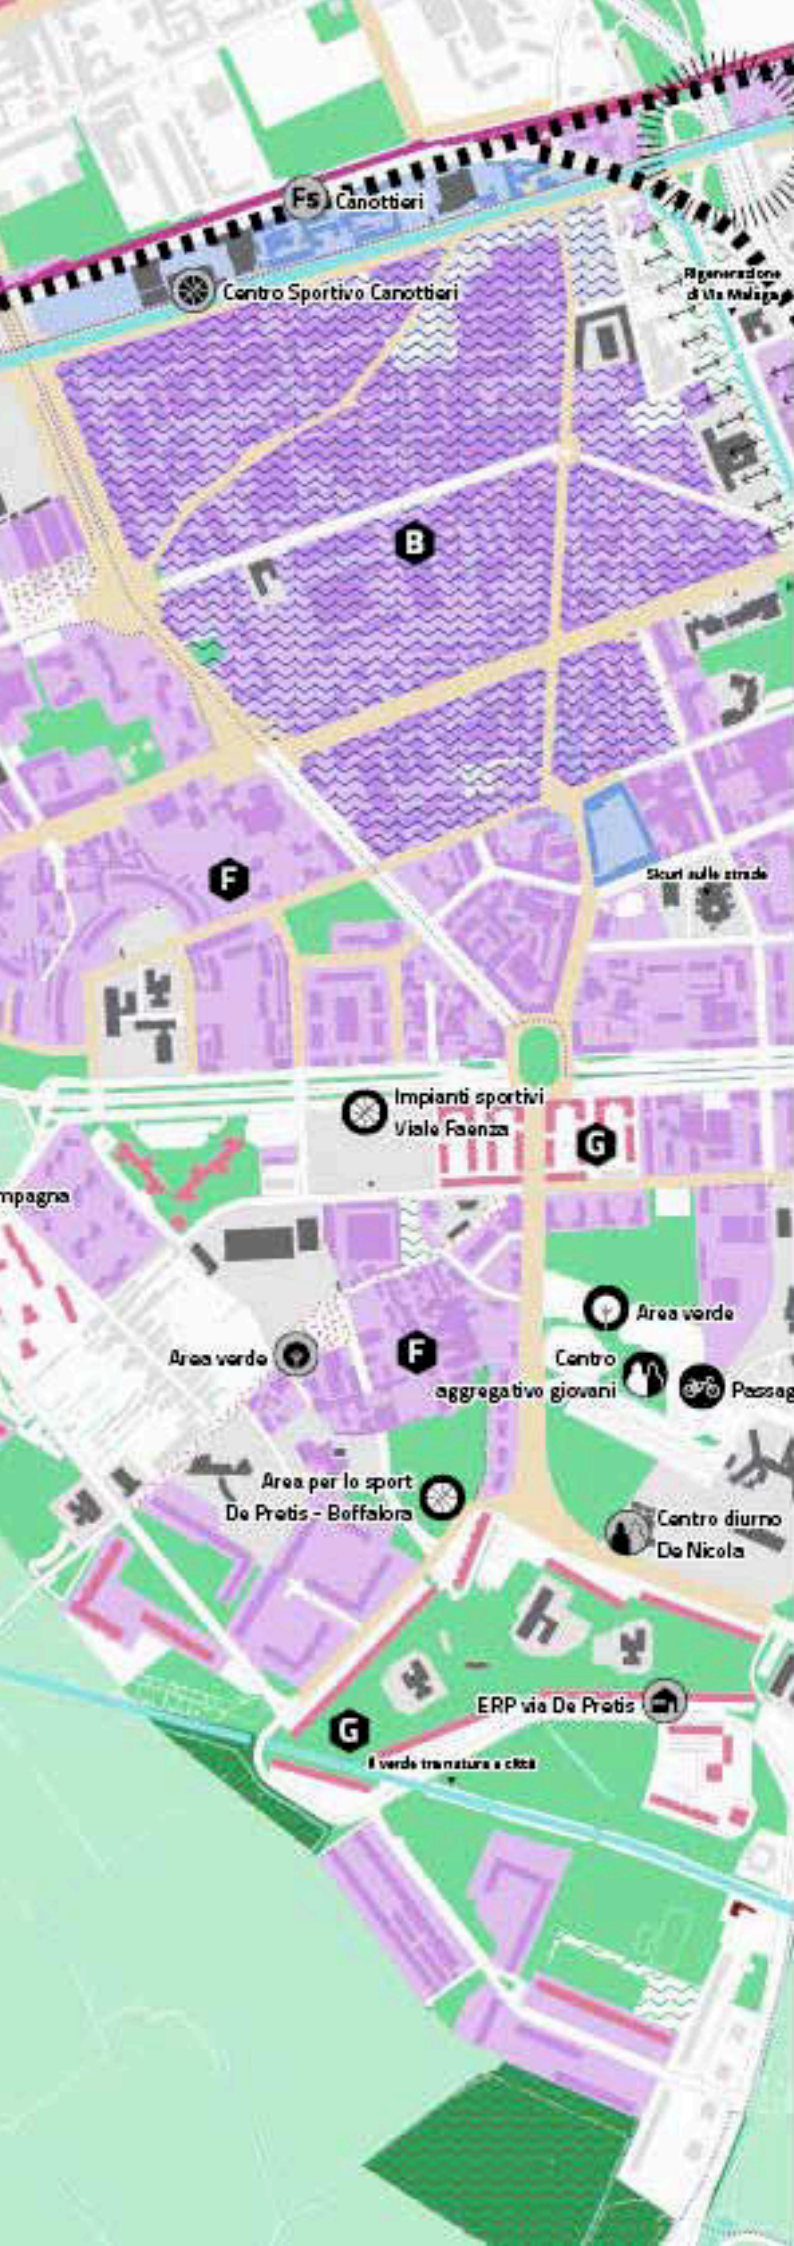 Fs
Canottieri
Rigenerazione
di Via Malaga
Centro Sportivo Canottieri
B
F
Sicuri sulle strade
Impianti sportivi
Viale Faenza
G
mpagna
Area verde
Area verde
F
Centro
aggregativo giovani
Passag
Area per lo sport
De Pretis - Boffalora
Centro diurno
De Nicola
ERP via De Pretis
G
Il verde tra natura e città